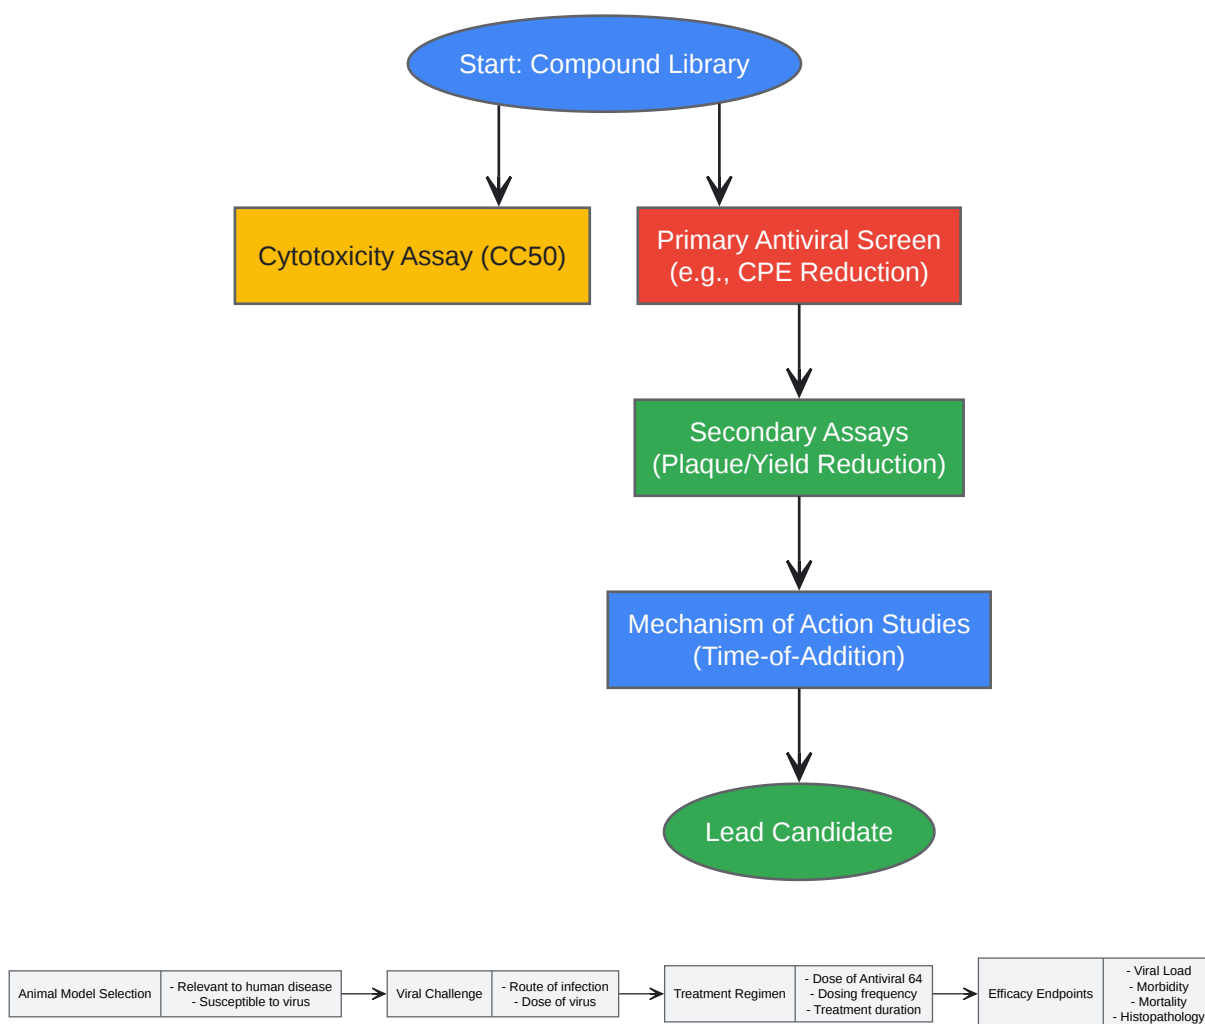 Start: Compound Library
Cytotoxicity Assay (CC50)
Primary Antiviral Screen
(e.g., CPE Reduction)
Secondary Assays
(Plaque/Yield Reduction)
Mechanism of Action Studies
(Time-of-Addition)
Lead Candidate
Animal Model Selection
- Relevant to human disease
- Susceptible to virus
Viral Challenge
- Route of infection
- Dose of virus
Treatment Regimen
- Dose of Antiviral 64
- Dosing frequency
- Treatment duration
Efficacy Endpoints
- Viral Load
- Morbidity
- Mortality
- Histopathology